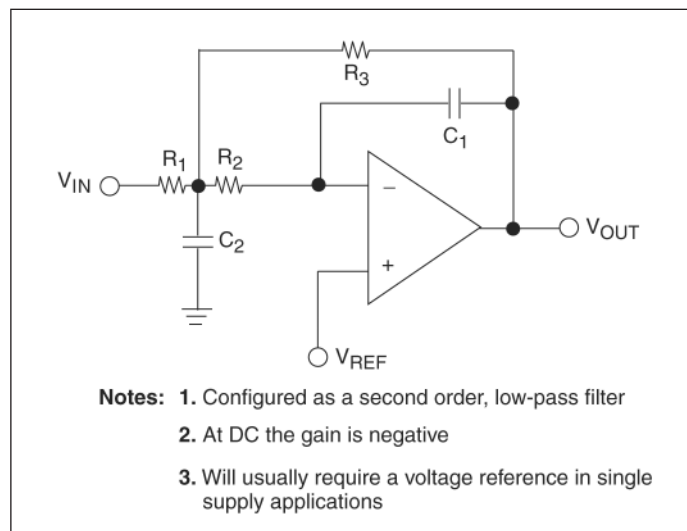 R3
C1
R1
R2
VIN
C2
−
+
VOUT
VREF
Notes: 1. Configured as a second order, low-pass filter
2. At DC the gain is negative
3. Will usually require a voltage reference in single
supply applications